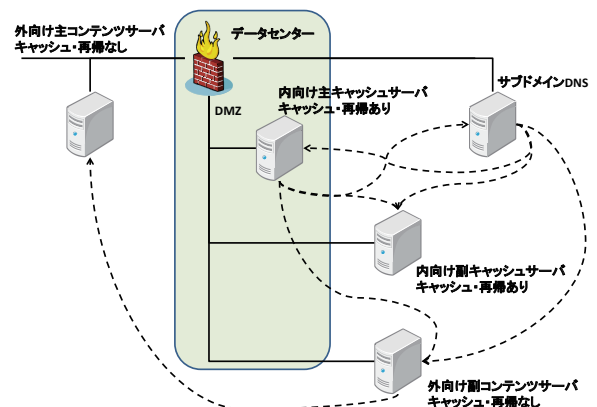 外向け主コンテンツサーバ
キャッシュ・再帰なし
データセンター
内向け主キャッシュサーバ
キャッシュ・再帰あり
サブドメインDNS
DMZ
内向け副キャッシュサーバ
キャッシュ・再帰あり
外向け副コンテンツサーバ
キャッシュ・再帰なし